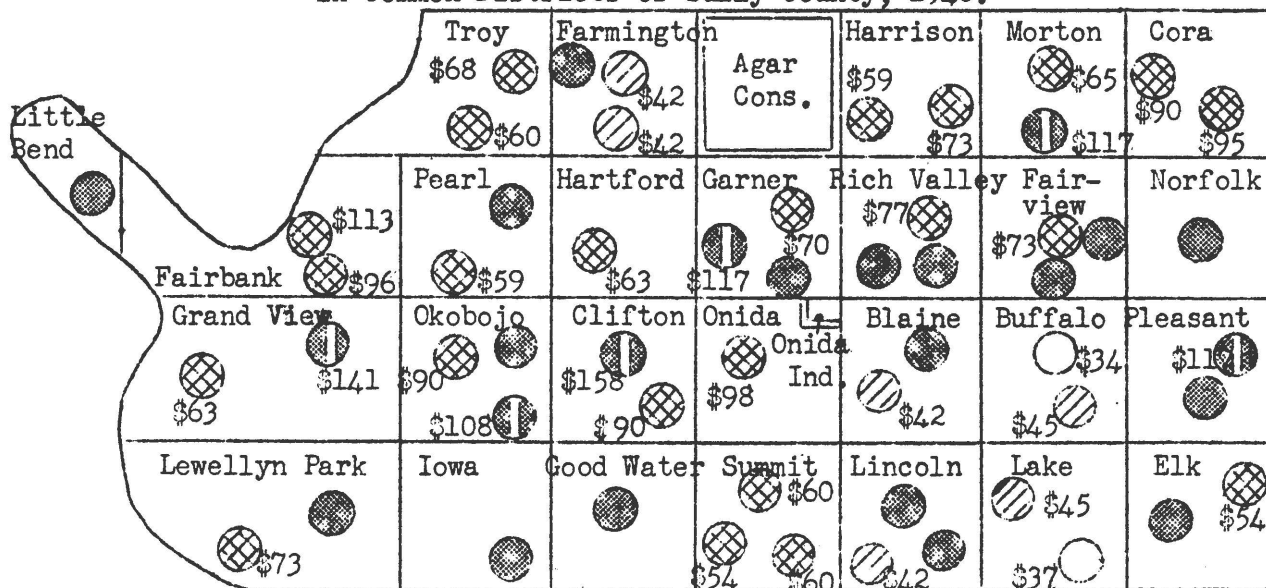 Troy
$68
$60
Farmington
$42
$42
Agar
Cons.
Harrison
$59
$73
Morton
$65
$117
Cora
$90
$95
Little
Bend
$113
Fairbank
$96
Pearl
$59
Hartford
$63
Garner
$70
$117
Rich Valley
$77
Fair-
view
$73
Norfolk
Grand View
$141
$63
Okobojo
$90
$108
Clifton
$158
$90
Onida
$98
Onida
Ind.
Blaine
$42
Buffalo
$34
$45
Pleasant
Lewellyn Park
$73
Iowa
Good Water
Summit
$60
$54
$60
Lincoln
$42
Lake
$45
$37
Elk
$54